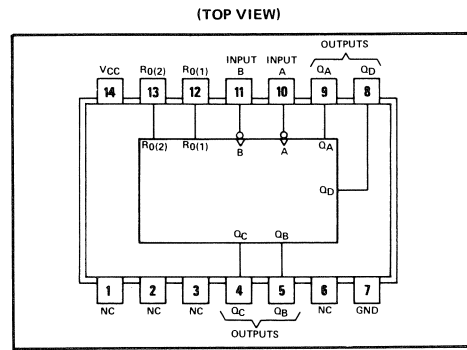 (TOP VIEW)
OUTPUTS
INPUT INPUT
VCC R0(2) R0(1) B A QA QD
14 13 12 11 10 9 8
R0(2) R0(1) B A QA
QD
QC QB
1 2 3 4 5 6 7
NC NC NC QC QB NC GND
OUTPUTS